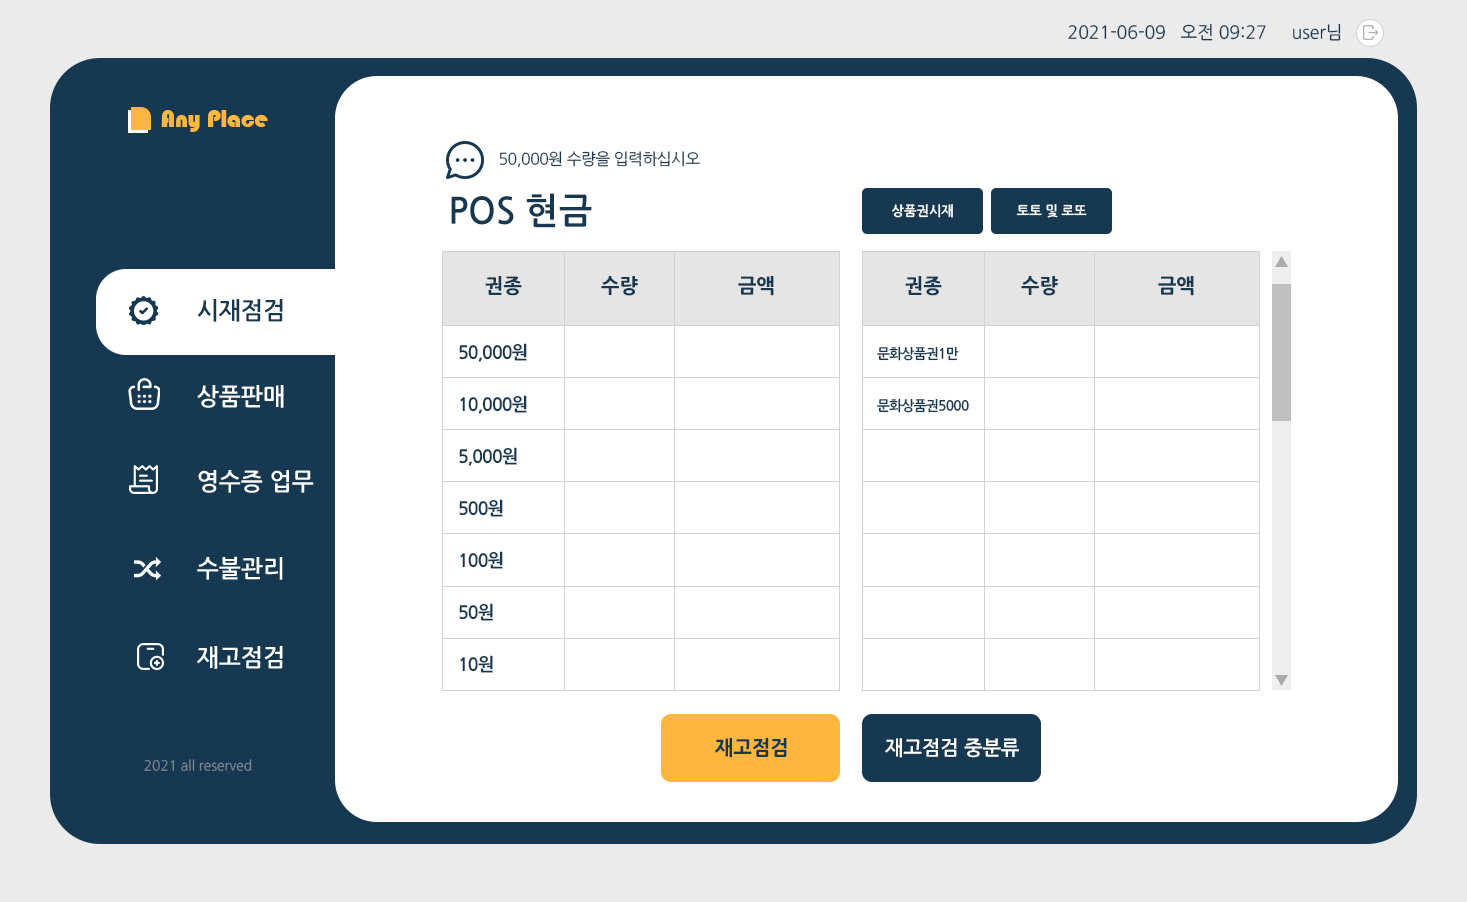 2021-06-09 오전 09:27 user님
Any Place
50,000원 수량을 입력하십시오
POS 현금
상품권시재 토토 및 로또
시재점검
상품판매
영수증 업무
수불관리
재고점검
2021 all reserved
권종 수량 금액 권종 수량 금액
50,000원 문화상품권1만
10,000원 문화상품권5000
5,000원
500원
100원
50원
10원
재고점검 재고점검 중분류